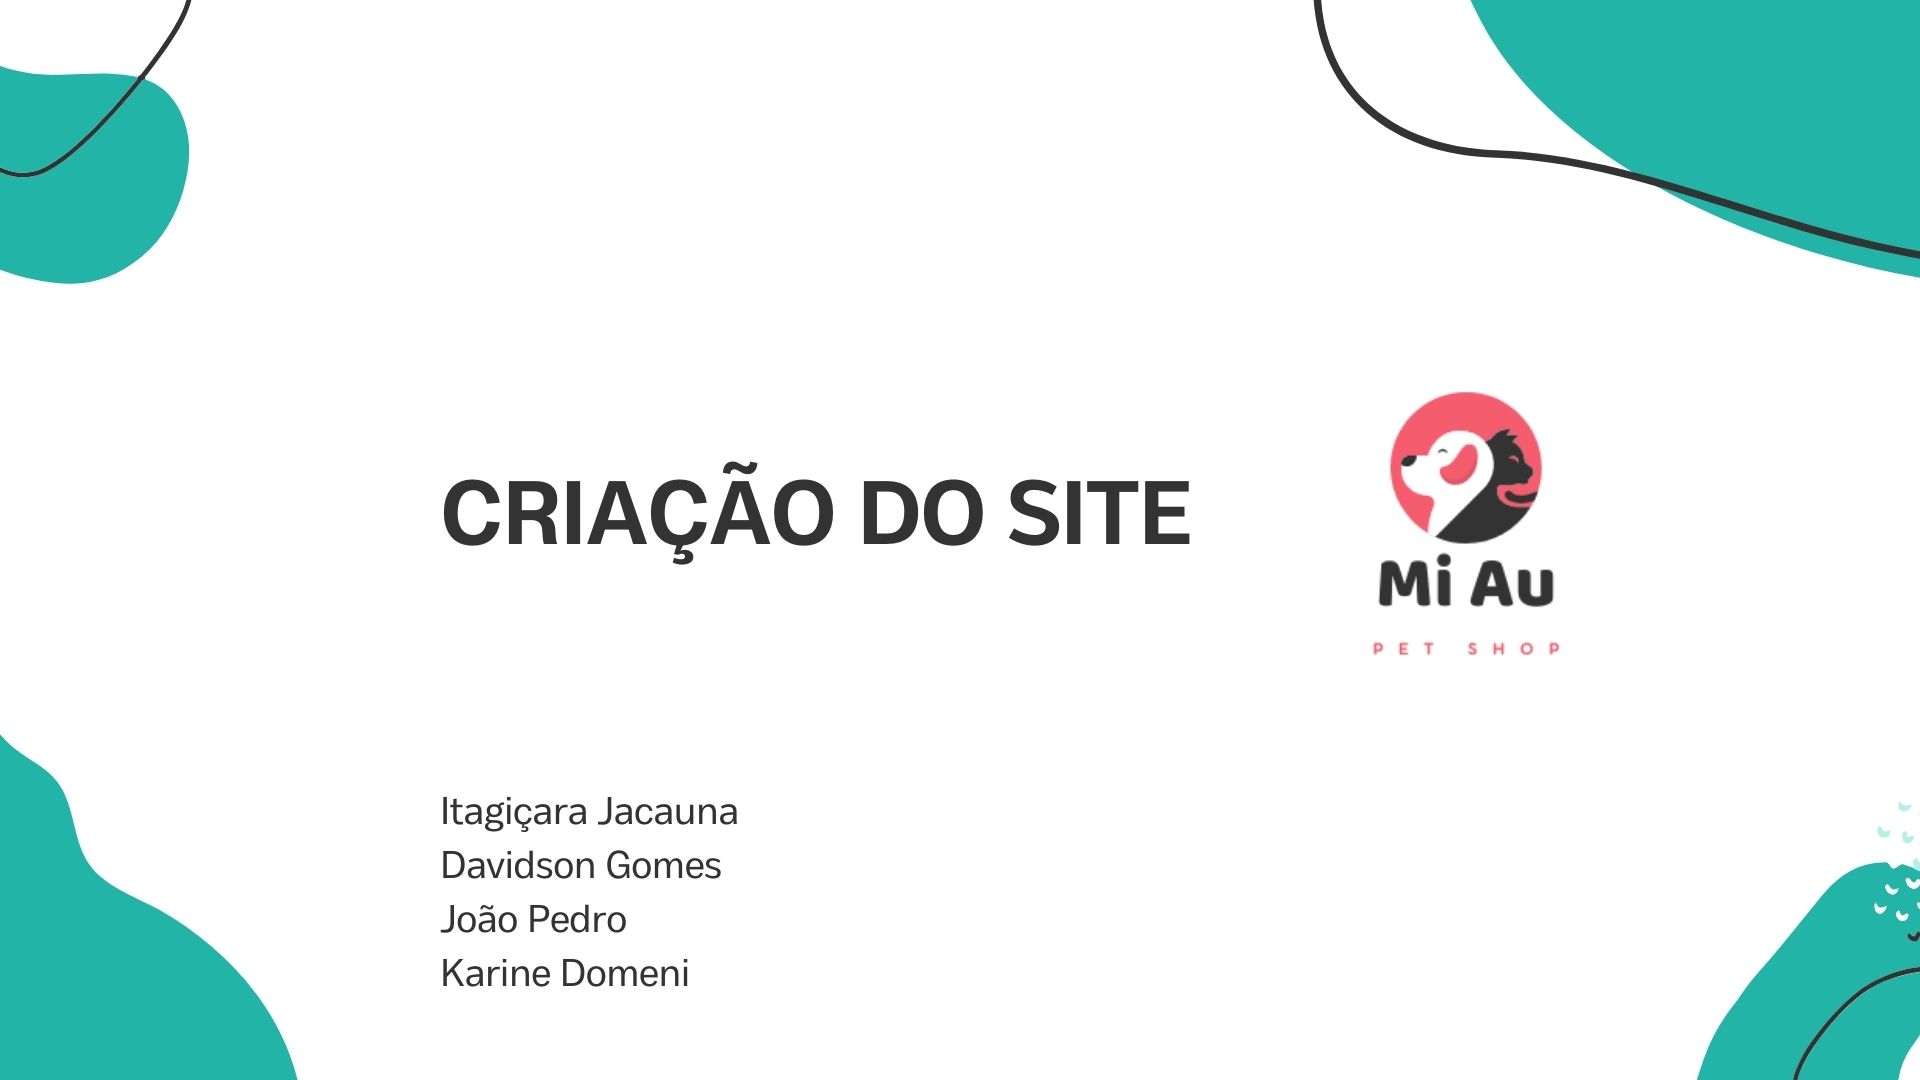 CRIAÇÃO DO SITE
Mi Au
PET SHOP
Itagiçara Jacauna
Davidson Gomes
João Pedro
Karine Domeni